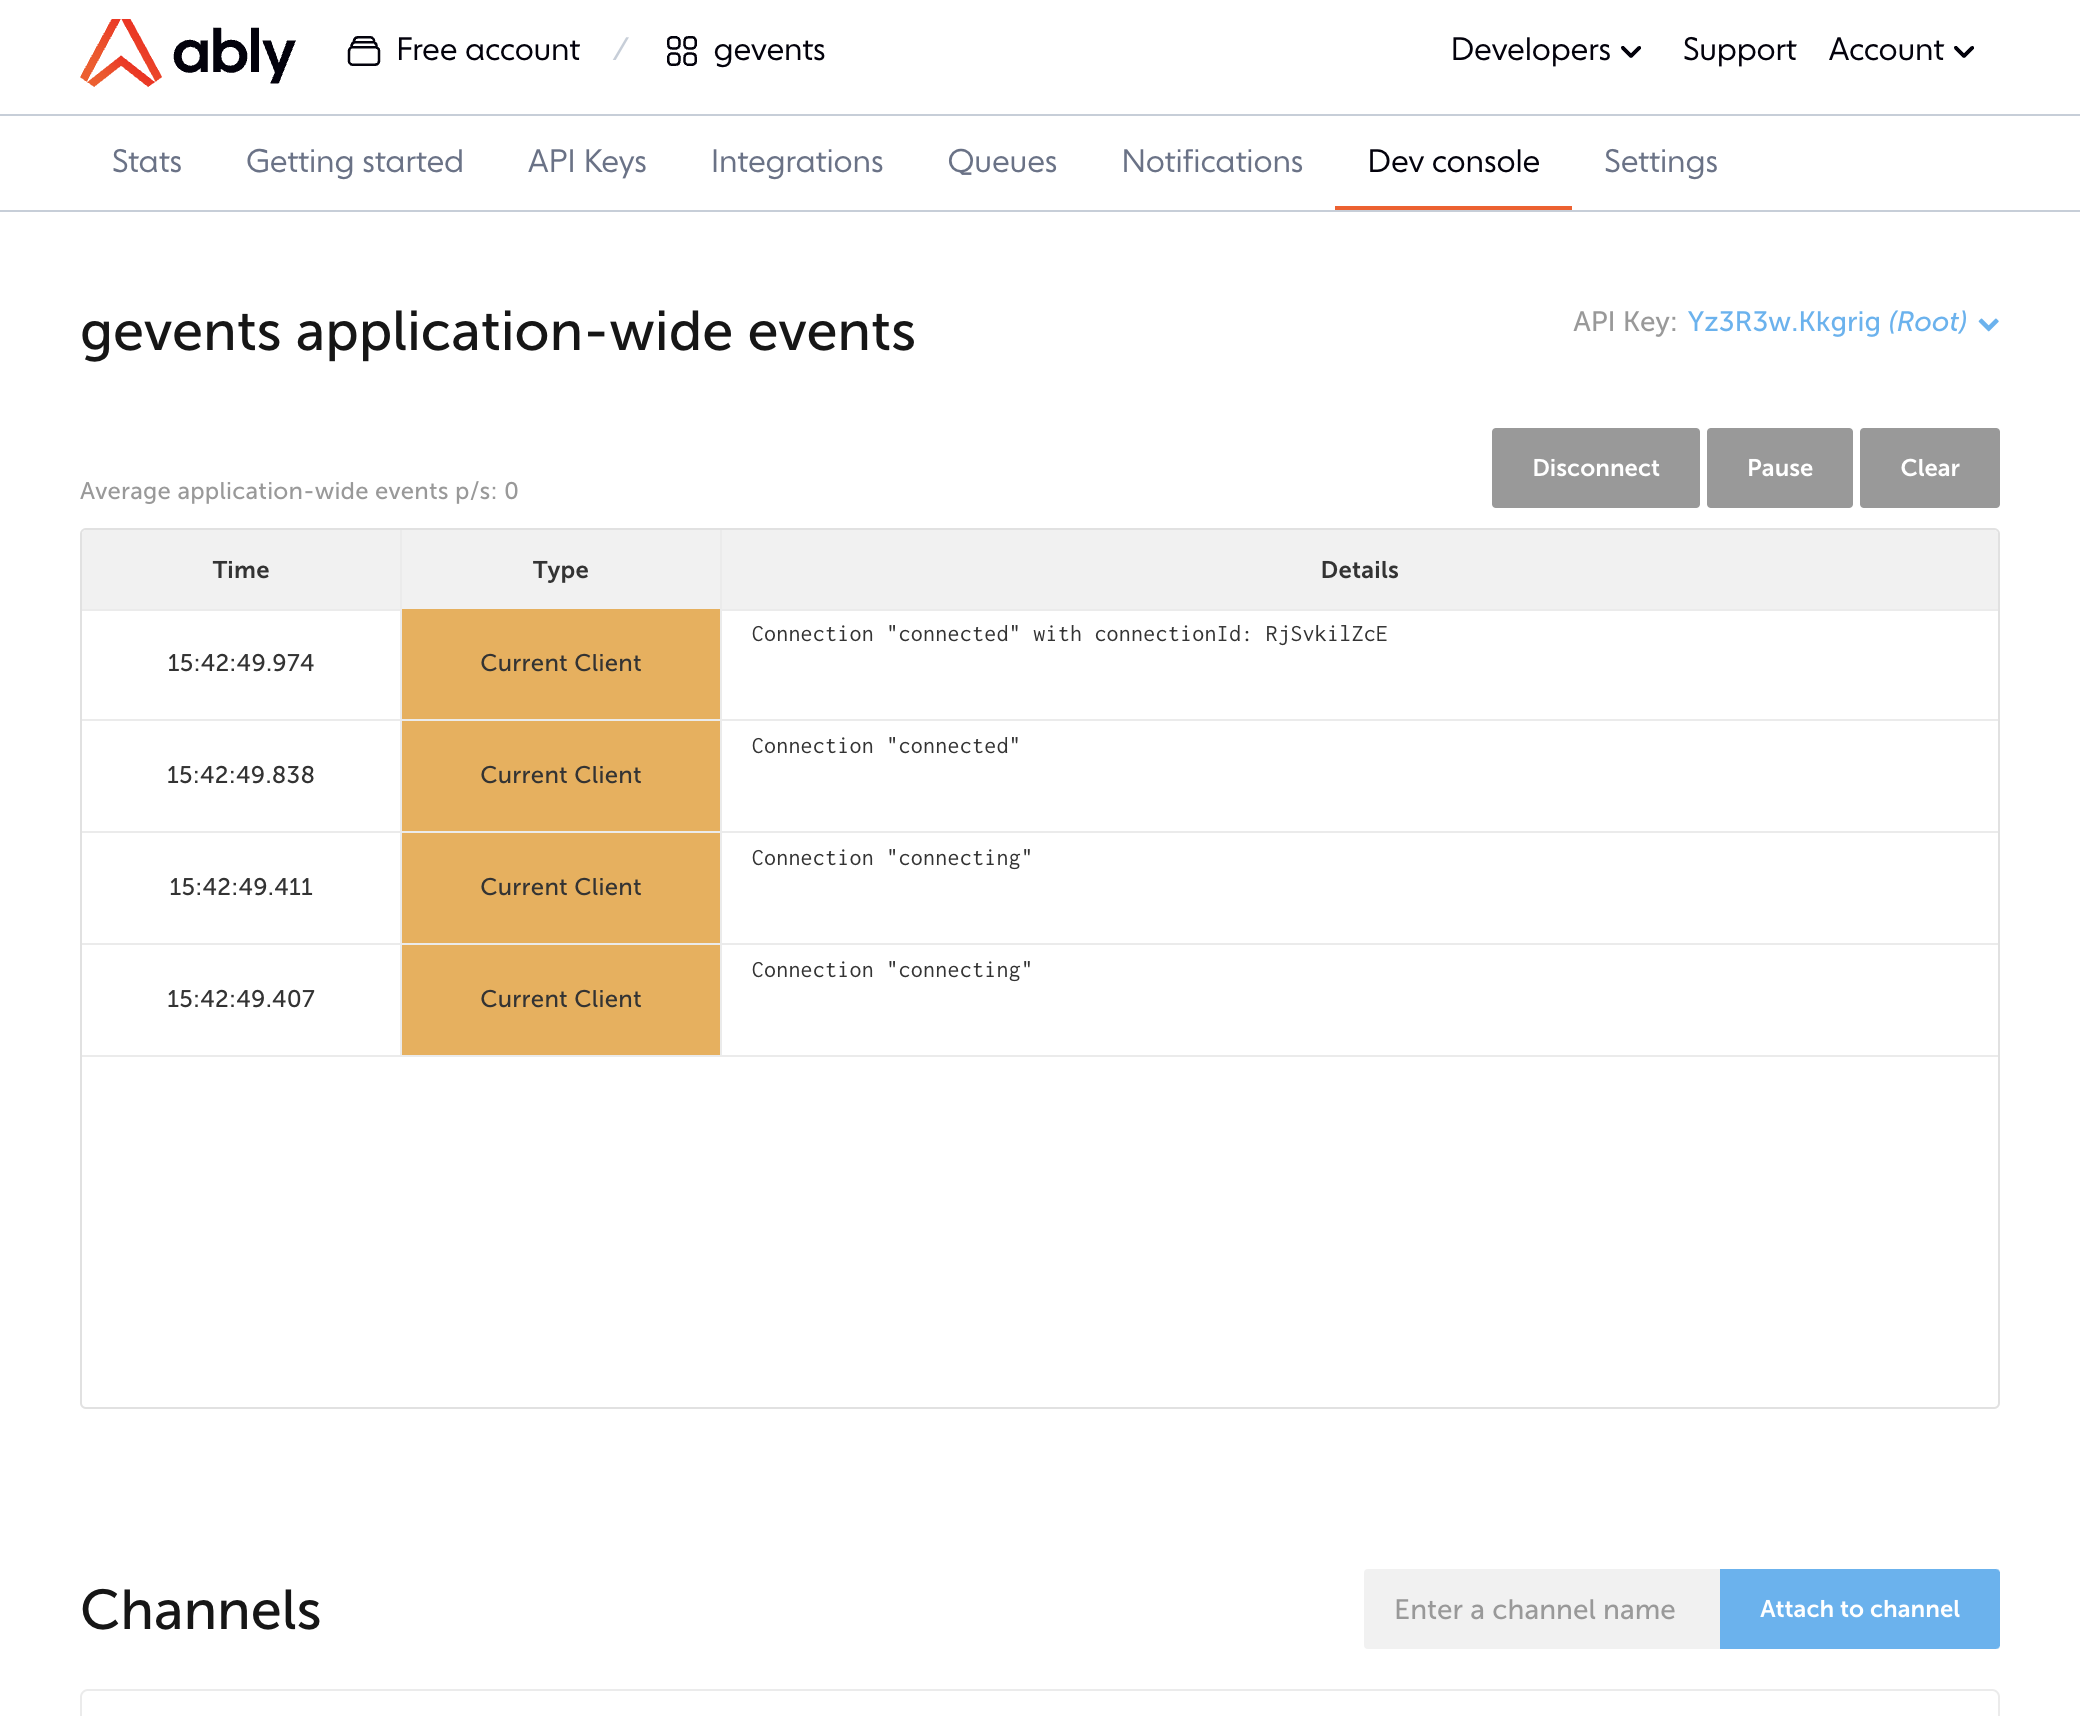 ably Free account / gevents Developers Support Account
Stats Getting started API Keys Integrations Queues Notifications Dev console Settings
gevents application-wide events
API Key: Yz3R3w.Kkgrig (Root)
Disconnect Pause Clear
Average application-wide events p/s: 0
Time Type Details
15:42:49.974 Current Client Connection "connected" with connectionId: RjSvkilZcE
15:42:49.838 Current Client Connection "connected"
15:42:49.411 Current Client Connection "connecting"
15:42:49.407 Current Client Connection "connecting"
Channels
Enter a channel name Attach to channel